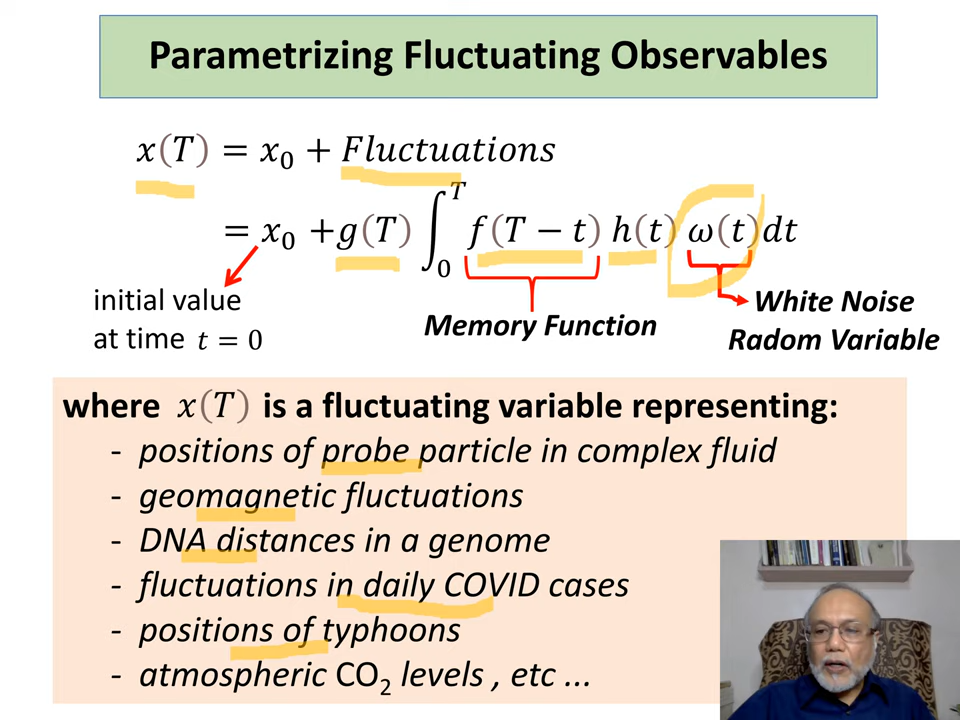 Parametrizing Fluctuating Observables
x(T) = x₀ + Fluctuations
= x₀ +g(T) ∫₀ᵀ f(T − t) h(t) ω(t)dt
initial value
at time t = 0
Memory Function
White Noise
Radom Variable
where x(T) is a fluctuating variable representing:
- positions of probe particle in complex fluid
- geomagnetic fluctuations
- DNA distances in a genome
- fluctuations in daily COVID cases
- positions of typhoons
- atmospheric CO₂ levels , etc ...